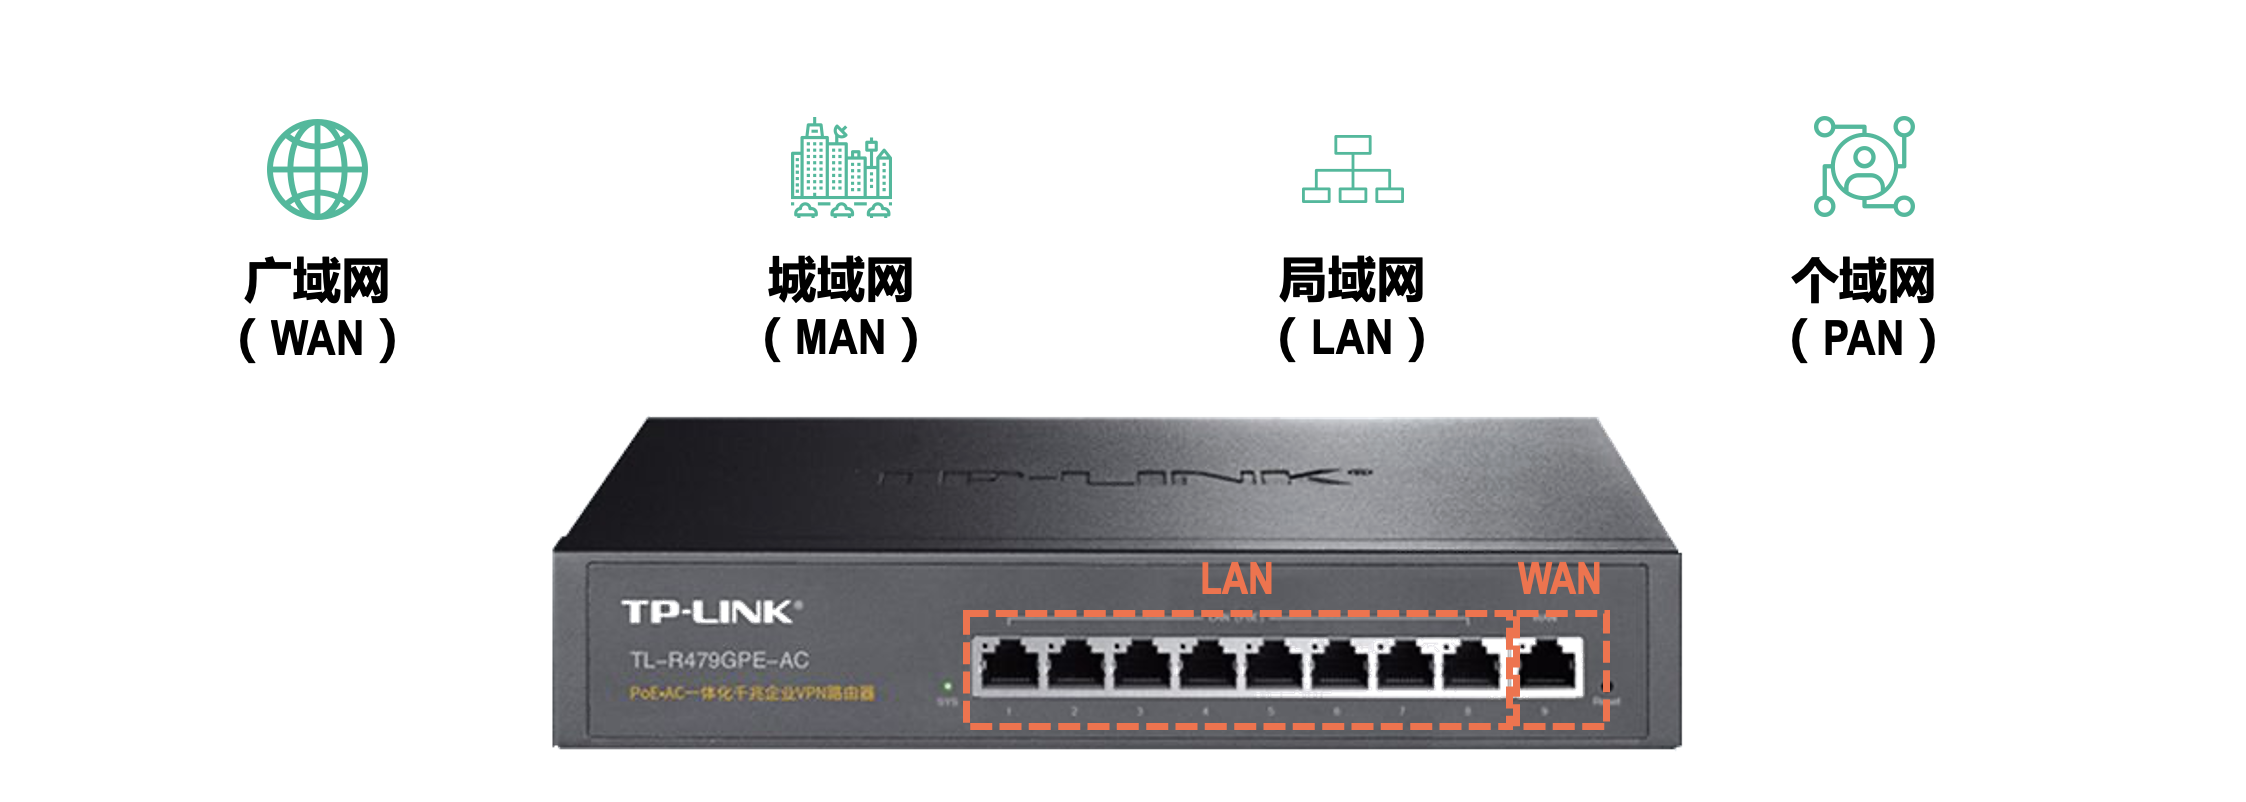 广域网
（WAN）
城域网
（MAN）
局域网
（LAN）
个域网
（PAN）
TP-LINK®
LAN
WAN
TP-LINK®
TL-R479GPE-AC
PoE·AC一体化千兆企业VPN路由器
SYS
1 2 3 4 5 6 7 8 9
Reset